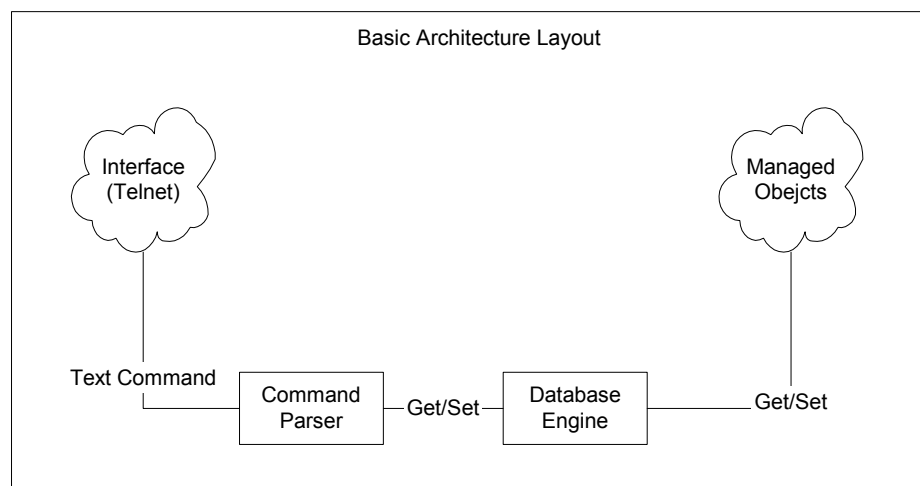 Basic Architecture Layout
Interface
(Telnet)
Managed
Obejcts
Text Command
Command
Parser
Get/Set
Database
Engine
Get/Set